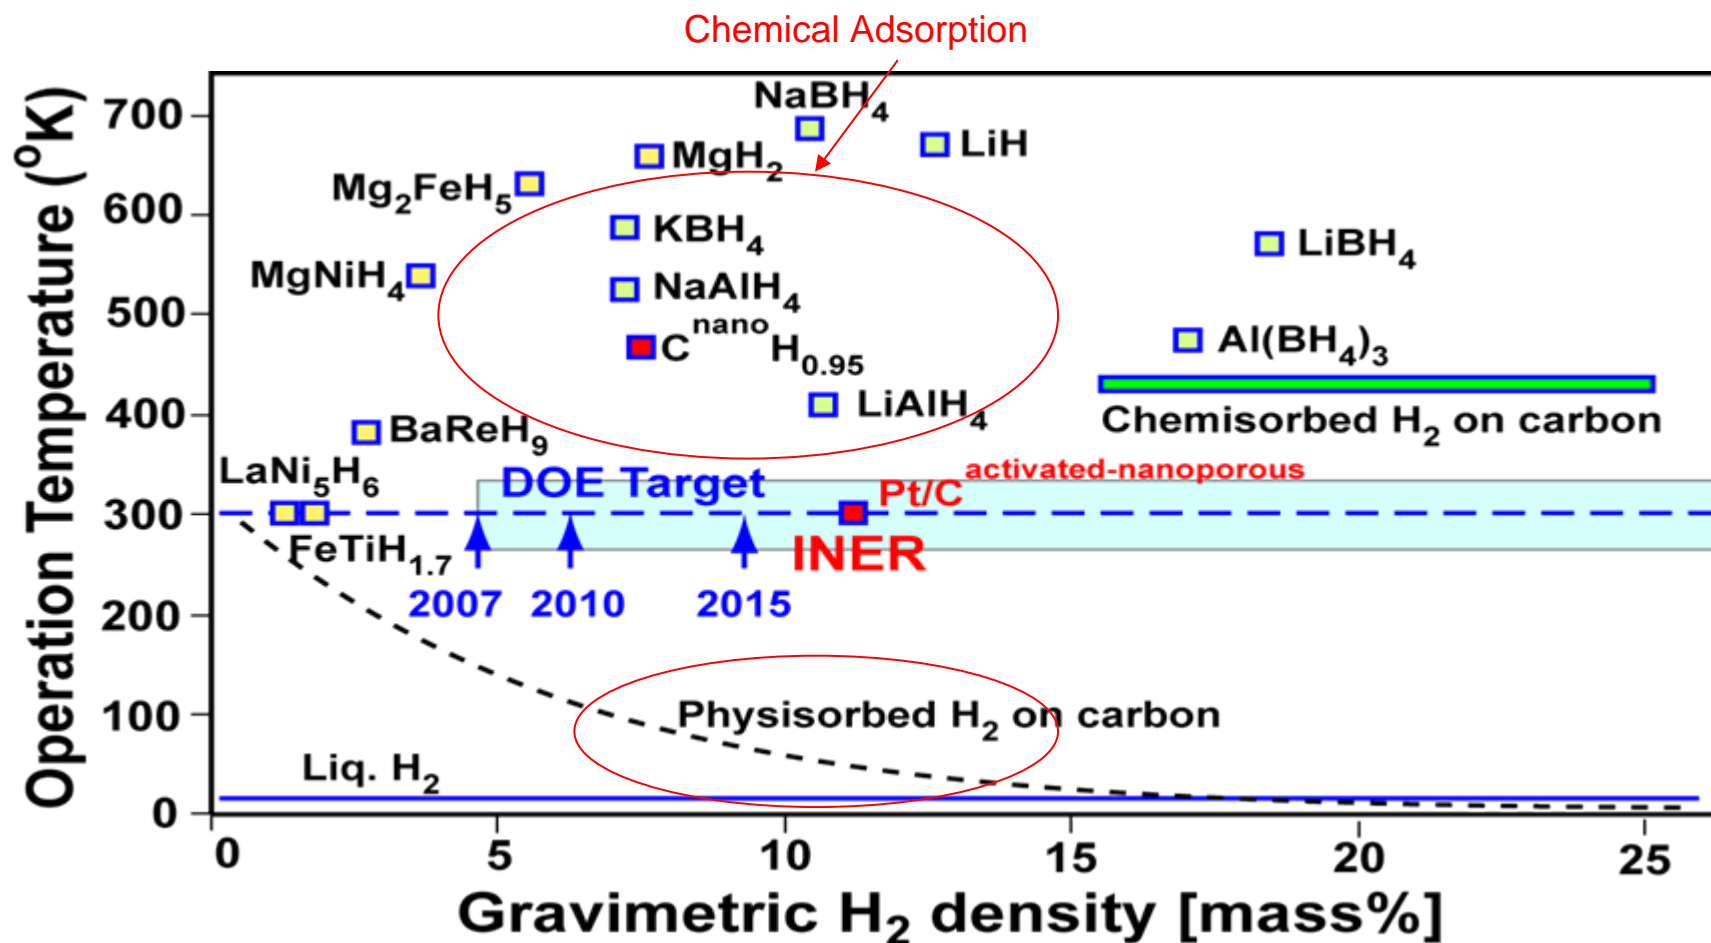 Chemical Adsorption
Operation Temperature (⁰K)
700
600
500
400
300
200
100
0
NaBH₄
LiH
MgH₂
Mg₂FeH₅
KBH₄
LiBH₄
MgNiH₄
NaAlH₄
CⁿᵃⁿᵒH₀.₉₅
Al(BH₄)₃
LiAlH₄
Chemisorbed H₂ on carbon
BaReH₉
LaNi₅H₆
DOE Target
Pt/C activated-nanoporous
FeTiH₁.₇
INER
2007 2010 2015
Physisorbed H₂ on carbon
Liq. H₂
0 5 10 15 20 25
Gravimetric H₂ density [mass%]